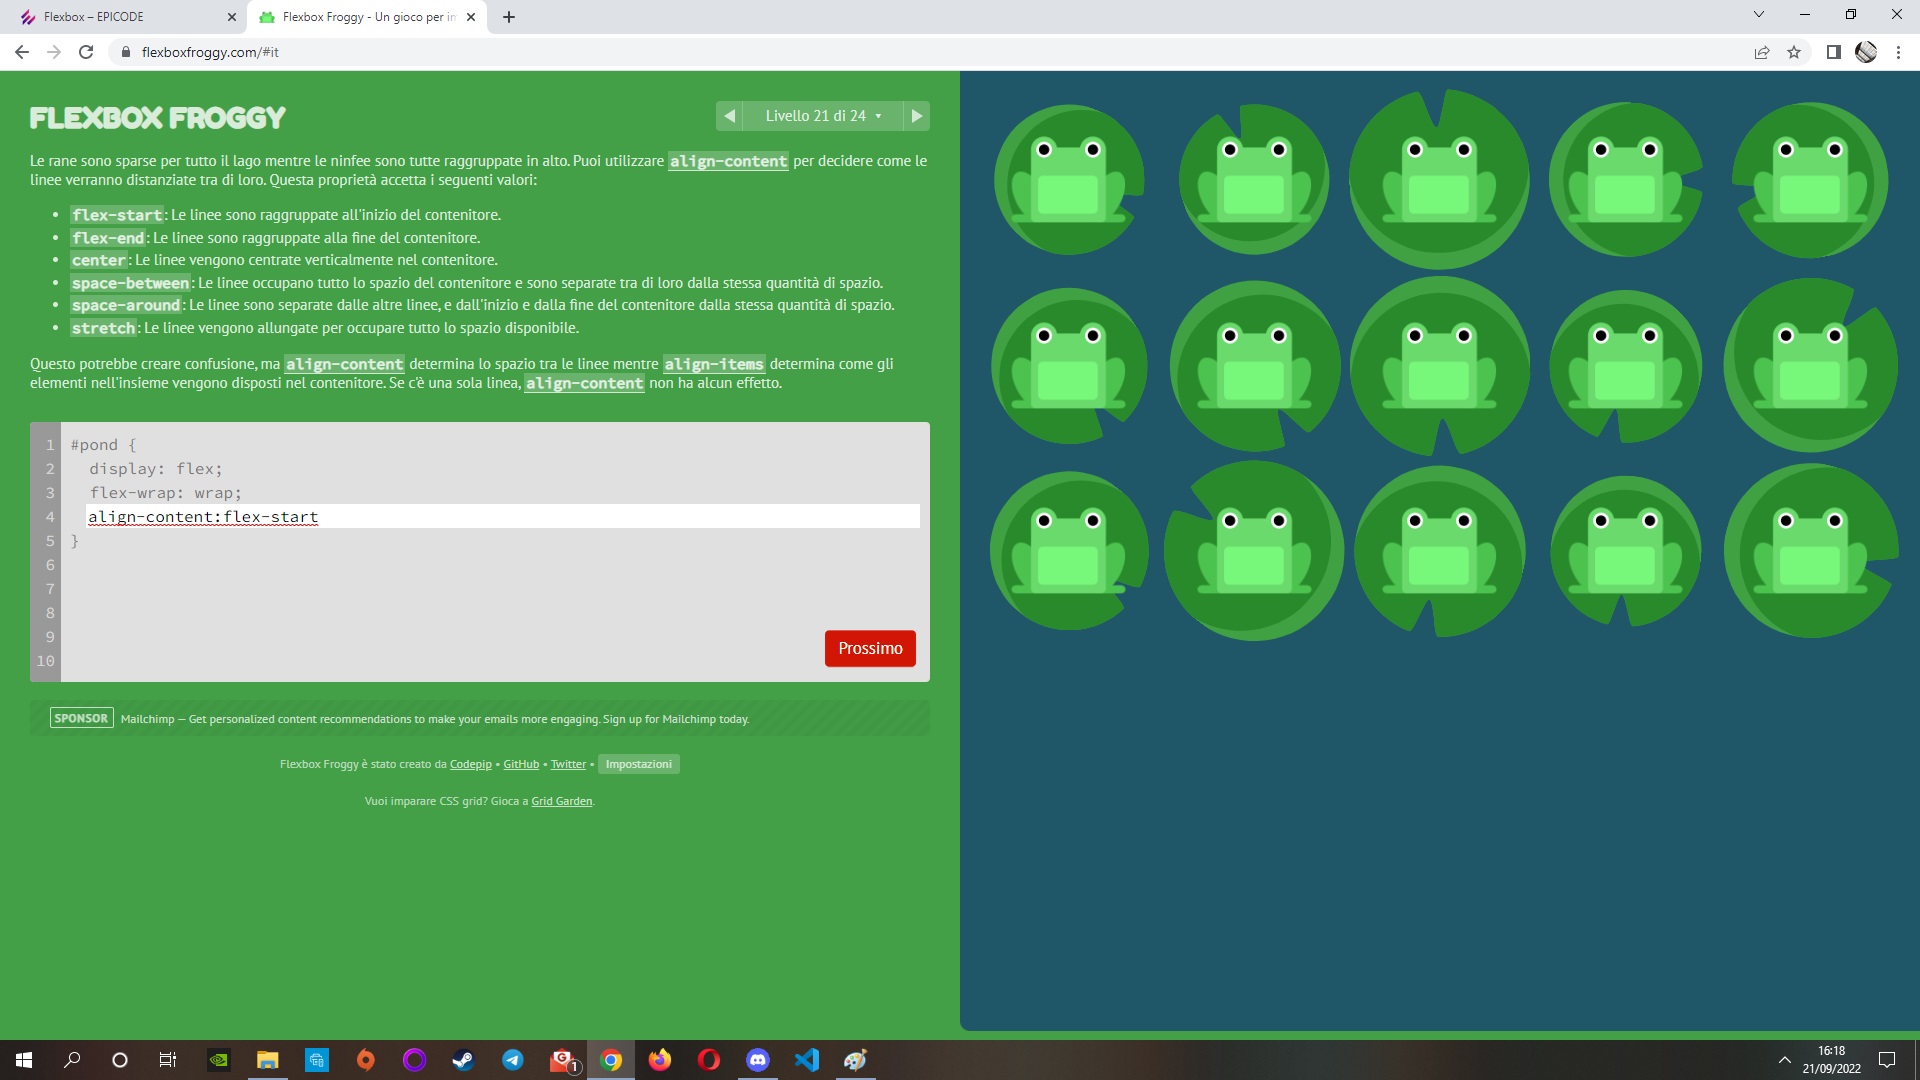 Flexbox – EPICODE
Flexbox Froggy - Un gioco per im
flexboxfroggy.com/#it
FLEXBOX FROGGY
Livello 21 di 24
Le rane sono sparse per tutto il lago mentre le ninfee sono tutte raggruppate in alto. Puoi utilizzare align-content per decidere come le
linee verranno distanziate tra di loro. Questa proprietà accetta i seguenti valori:
• flex-start: Le linee sono raggruppate all'inizio del contenitore.
• flex-end: Le linee sono raggruppate alla fine del contenitore.
• center: Le linee vengono centrate verticalmente nel contenitore.
• space-between: Le linee occupano tutto lo spazio del contenitore e sono separate tra di loro dalla stessa quantità di spazio.
• space-around: Le linee sono separate dalle altre linee, e dall'inizio e dalla fine del contenitore dalla stessa quantità di spazio.
• stretch: Le linee vengono allungate per occupare tutto lo spazio disponibile.
Questo potrebbe creare confusione, ma align-content determina lo spazio tra le linee mentre align-items determina come gli
elementi nell'insieme vengono disposti nel contenitore. Se c'è una sola linea, align-content non ha alcun effetto.
1 #pond {
2 display: flex;
3 flex-wrap: wrap;
4 align-content:flex-start
5 }
6
7
8
9
10
Prossimo
SPONSOR Mailchimp — Get personalized content recommendations to make your emails more engaging. Sign up for Mailchimp today.
Flexbox Froggy è stato creato da Codepip • GitHub • Twitter • Impostazioni
Vuoi imparare CSS grid? Gioca a Grid Garden.
G
1
16:18
21/09/2022